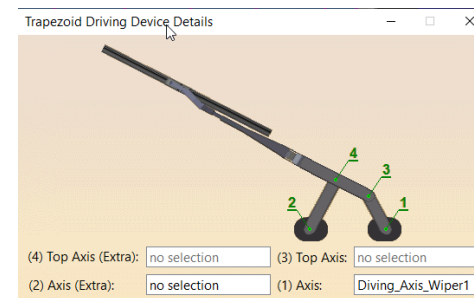 Trapezoid Driving Device Details
4
3
2
1
(4) Top Axis (Extra): no selection (3) Top Axis: no selection
(2) Axis (Extra): no selection (1) Axis: Diving_Axis_Wiper1